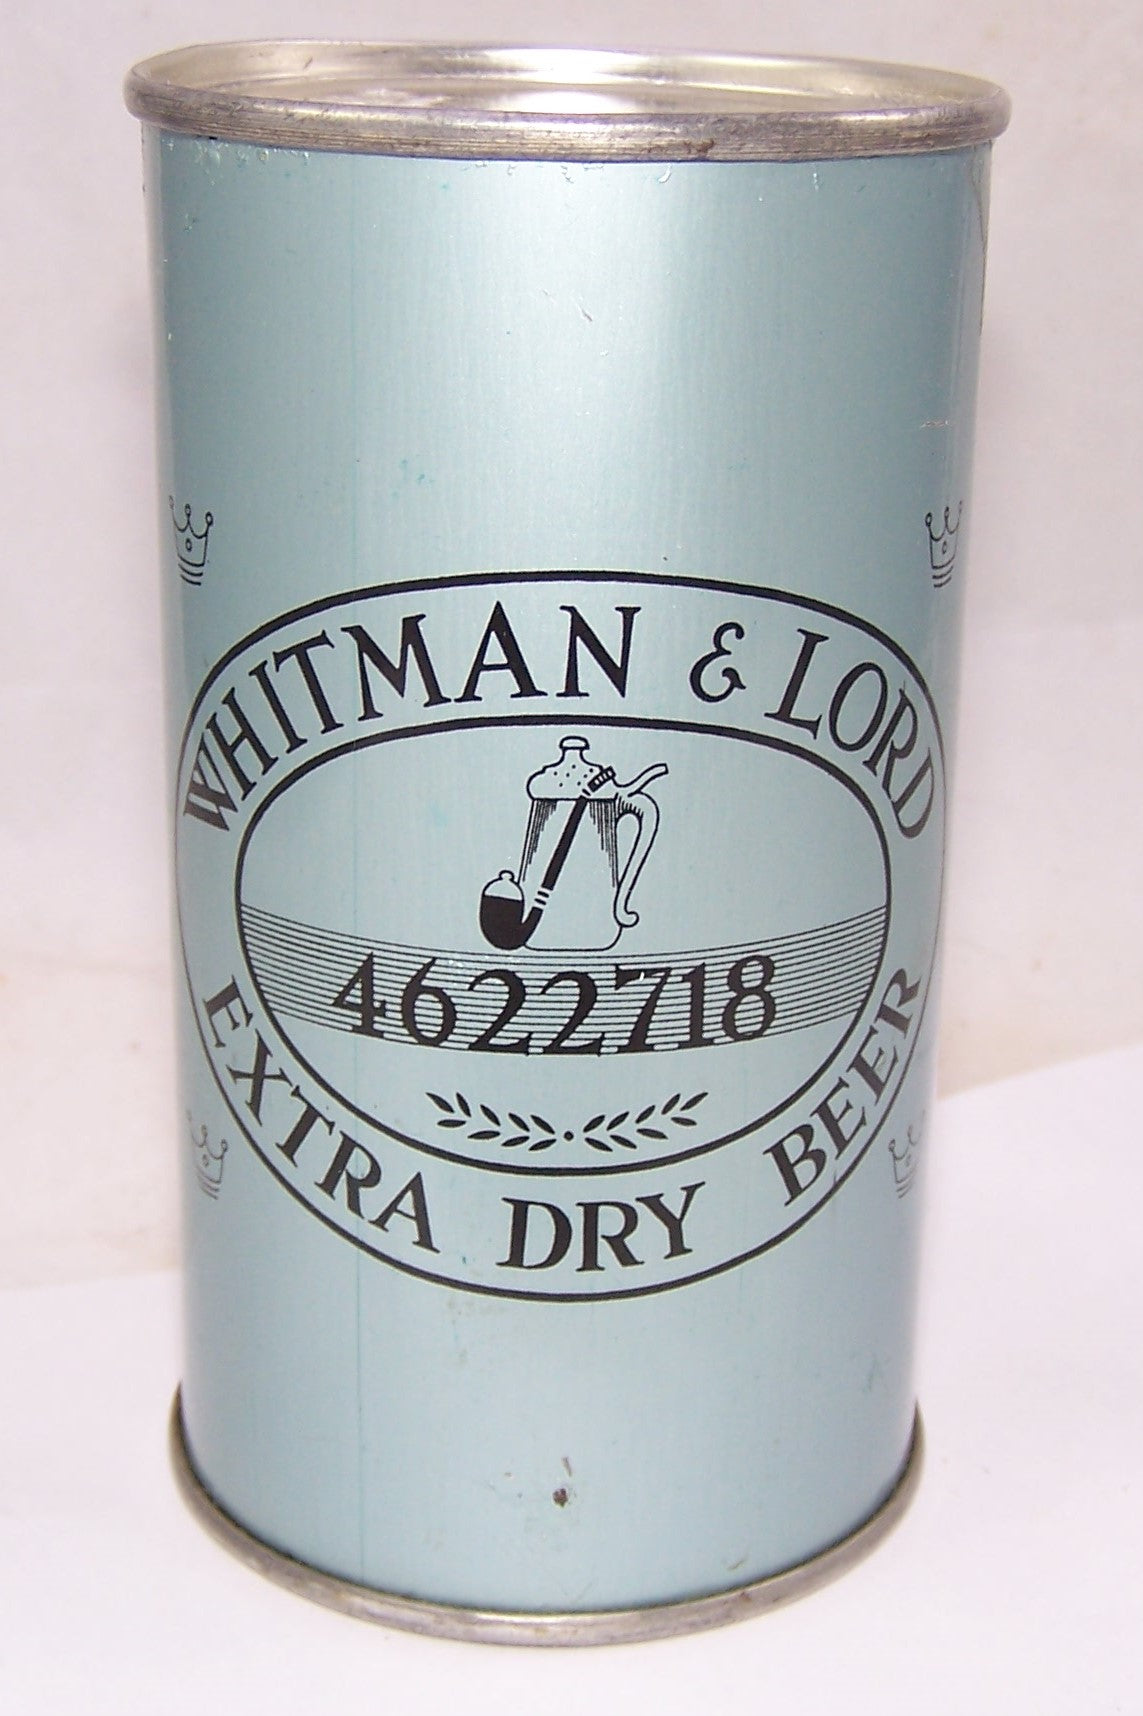 WHITMAN & LORD
4622718
EXTRA DRY BEER